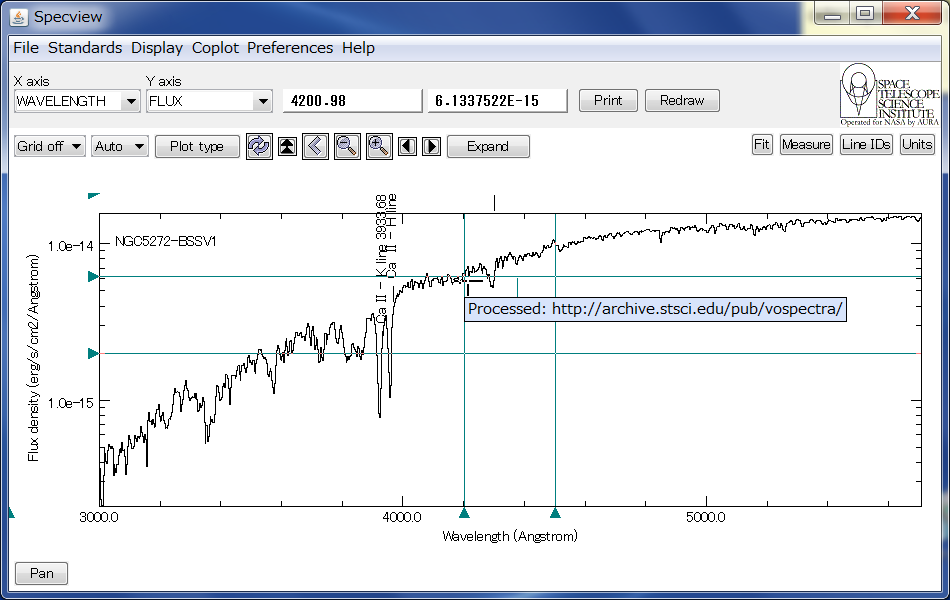 Specview
File Standards Display Coplot Preferences Help
X axis
Y axis
WAVELENGTH
FLUX
4200.98
6.1337522E-15
Print
Redraw
SPACE
TELESCOPE
SCIENCE
INSTITUTE
Operated for NASA by AURA
Grid off
Auto
Plot type
Expand
Fit
Measure
Line IDs
Units
Ca II - K line 3933.68
Ca II - H line
NGC5272-BSSV1
1.0e-14
1.0e-15
Flux density (erg/s/cm2/Angstrom)
Processed: http://archive.stsci.edu/pub/vospectra/
3000.0
4000.0
5000.0
Wavelength (Angstrom)
Pan